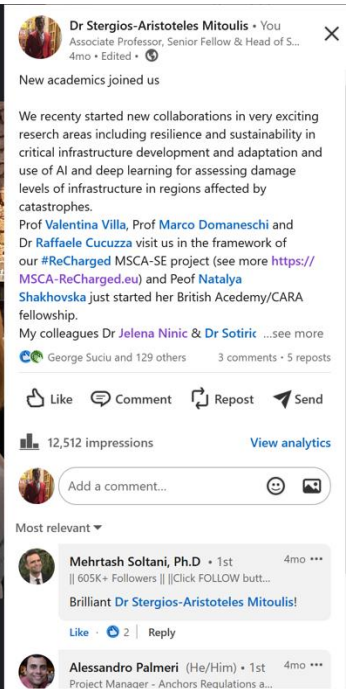 Dr Stergios-Aristoteles Mitoulis • You
Associate Professor, Senior Fellow & Head of S...
4mo • Edited •
New academics joined us
We recenty started new collaborations in very exciting
reserch areas including resilience and sustainability in
critical infrastructure development and adaptation and
use of AI and deep learning for assessing damage
levels of infrastructure in regions affected by
catastrophes.
Prof Valentina Villa, Prof Marco Domaneschi and
Dr Raffaele Cucuzza visit us in the framework of
our #ReCharged MSCA-SE project (see more https://
MSCA-ReCharged.eu) and Peof Natalya
Shakhovska just started her British Acedemy/CARA
fellowship.
My colleagues Dr Jelena Ninic & Dr Sotiric ...see more
George Suciu and 129 others 3 comments • 5 reposts
Like Comment Repost Send
12,512 impressions View analytics
Add a comment...
Most relevant
Mehrtash Soltani, Ph.D • 1st 4mo •••
|| 605K+ Followers || ||Click FOLLOW butt...
Brilliant Dr Stergios-Aristoteles Mitoulis!
Like · 2 | Reply
Alessandro Palmeri (He/Him) • 1st 4mo •••
Project Manager - Anchors Regulations a...